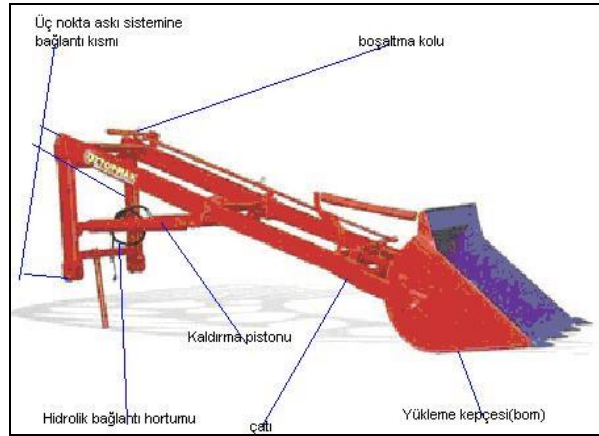 Üç nokta askı sistemine
bağlantı kısmı
boşaltma kolu
Kaldırma pistonu
Hidrolik bağlantı hortumu
çatı
Yükleme kepçesi(bom)